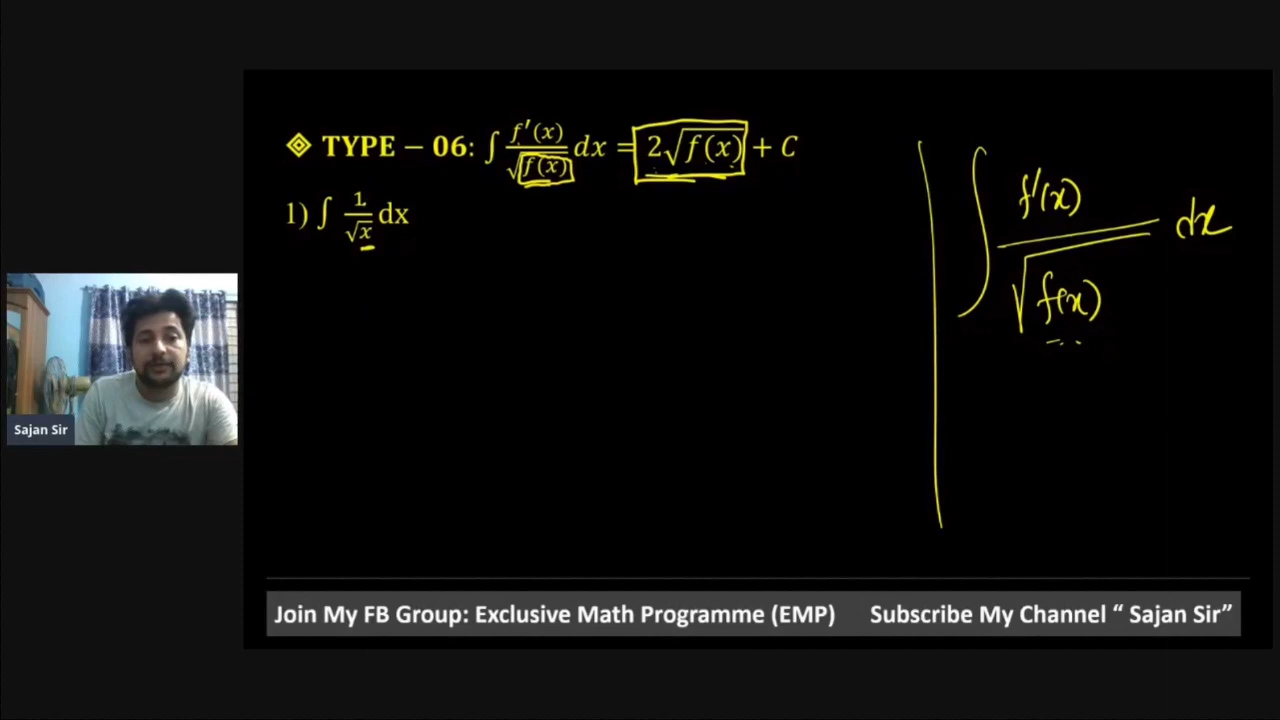 ❖ TYPE – 06: ∫ f′(x)/√f(x) dx = 2√f(x) + C
1) ∫ 1/√x dx
∫ f'(x)/√f(x) dx
Sajan Sir
Join My FB Group: Exclusive Math Programme (EMP) Subscribe My Channel “ Sajan Sir”